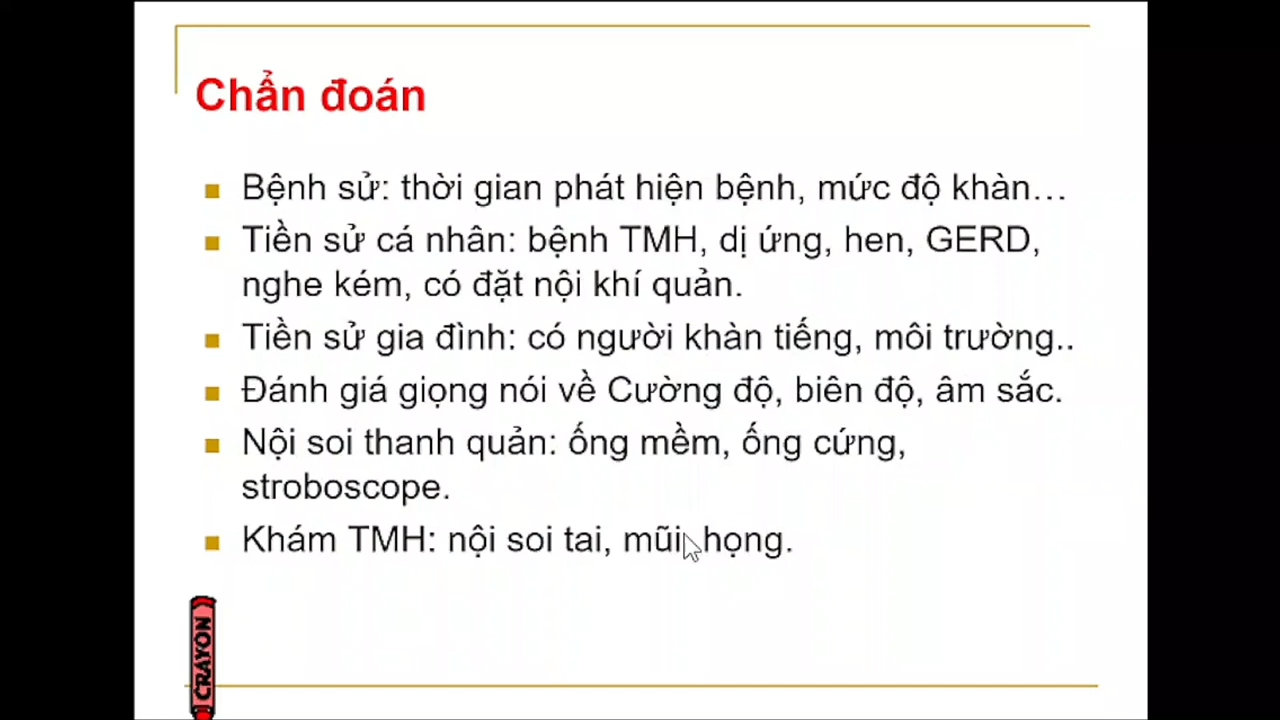 Chẩn đoán
Bệnh sử: thời gian phát hiện bệnh, mức độ khàn…
Tiền sử cá nhân: bệnh TMH, dị ứng, hen, GERD,
nghe kém, có đặt nội khí quản.
Tiền sử gia đình: có người khàn tiếng, môi trường..
Đánh giá giọng nói về Cường độ, biên độ, âm sắc.
Nội soi thanh quản: ống mềm, ống cứng,
stroboscope.
Khám TMH: nội soi tai, mũi, họng.
CRAYON